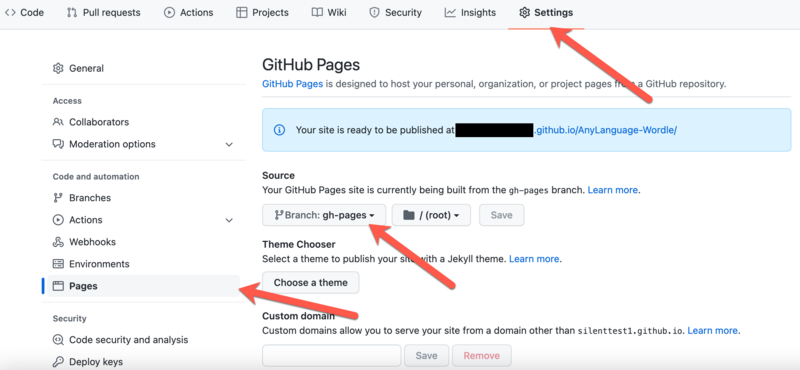 Code Pull requests Actions Projects Wiki Security Insights Settings
General
Access
Collaborators
Moderation options
Code and automation
Branches
Actions
Webhooks
Environments
Pages
Security
Code security and analysis
Deploy keys
GitHub Pages
GitHub Pages is designed to host your personal, organization, or project pages from a GitHub repository.
Your site is ready to be published at .github.io/AnyLanguage-Wordle/
Source
Your GitHub Pages site is currently being built from the gh-pages branch. Learn more.
Branch: gh-pages / (root) Save
Theme Chooser
Select a theme to publish your site with a Jekyll theme. Learn more.
Choose a theme
Custom domain
Custom domains allow you to serve your site from a domain other than silenttest1.github.io. Learn more.
Save Remove